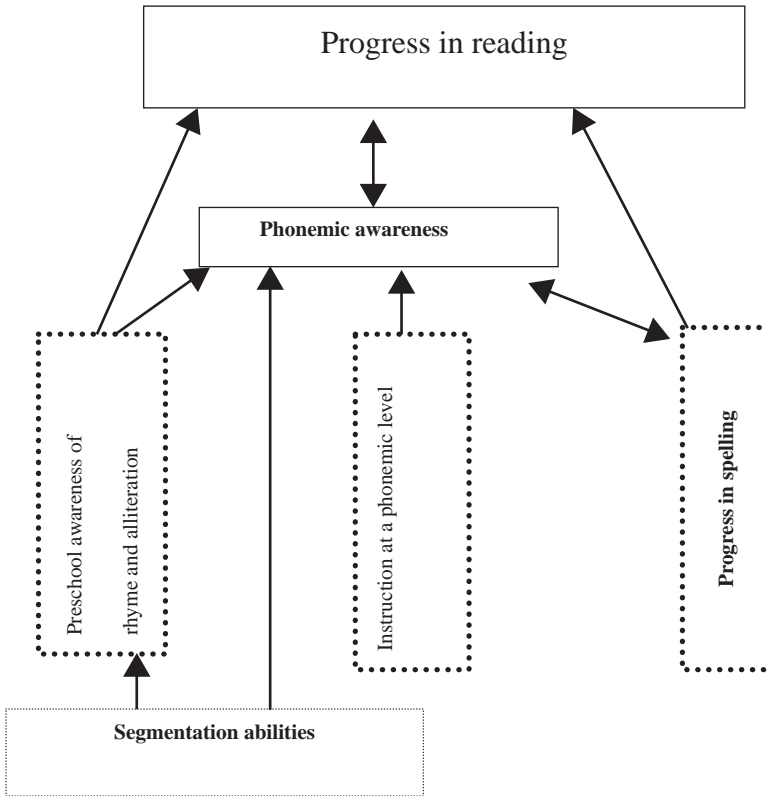 Progress in reading
Phonemic awareness
Preschool awareness of
rhyme and alliteration
Instruction at a phonemic level
Progress in spelling
Segmentation abilities